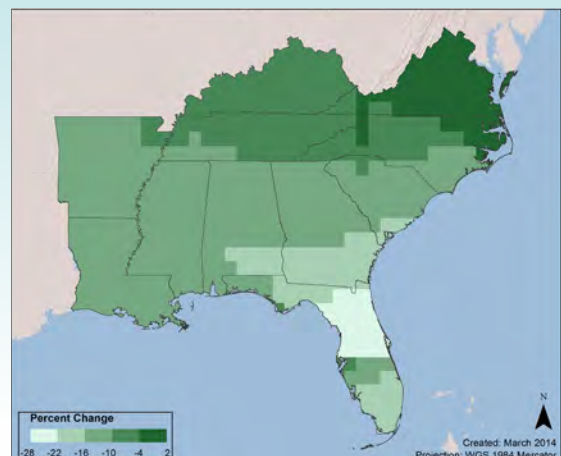 Percent Change
-28 -22 -16 -10 -4 2
N
Created: March 2014
Projection: WGS 1984 Mercator